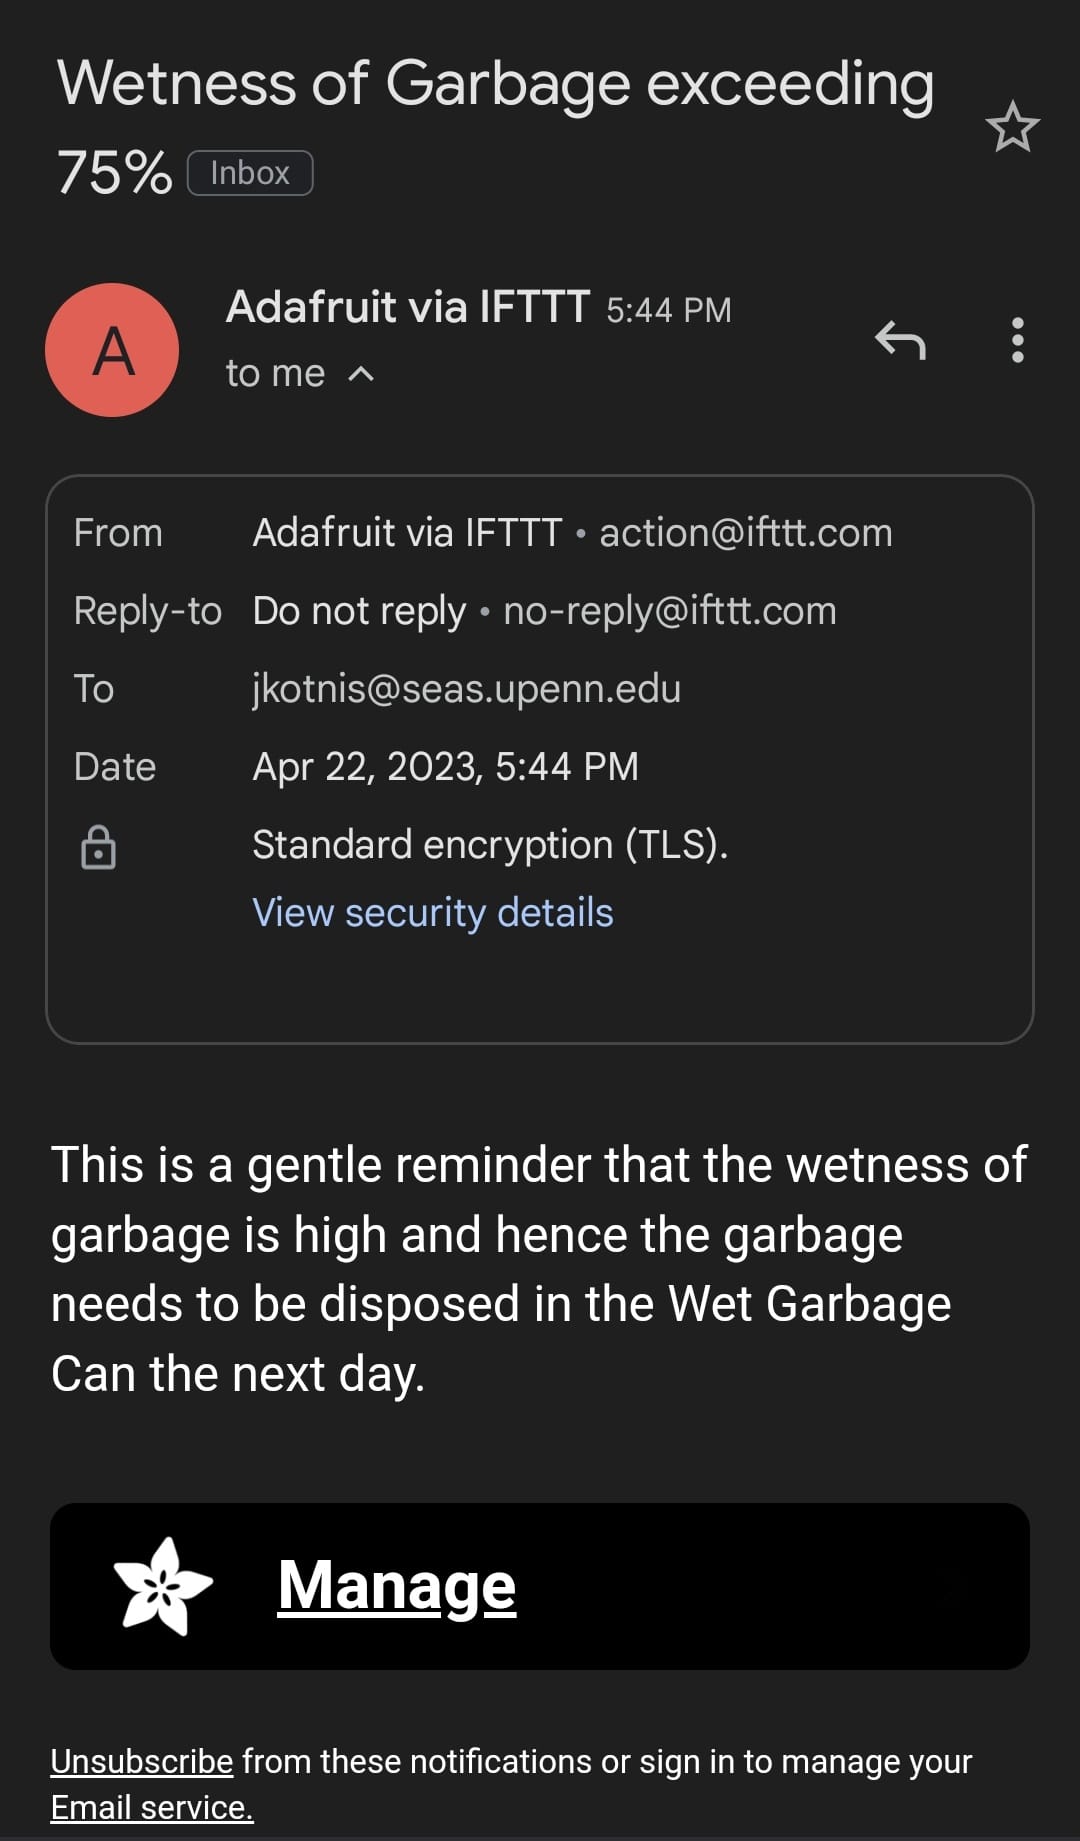 Wetness of Garbage exceeding
75% Inbox
A
Adafruit via IFTTT 5:44 PM
to me
From Adafruit via IFTTT • action@ifttt.com
Reply-to Do not reply • no-reply@ifttt.com
To jkotnis@seas.upenn.edu
Date Apr 22, 2023, 5:44 PM
Standard encryption (TLS).
View security details
This is a gentle reminder that the wetness of
garbage is high and hence the garbage
needs to be disposed in the Wet Garbage
Can the next day.
Manage
Unsubscribe from these notifications or sign in to manage your
Email service.